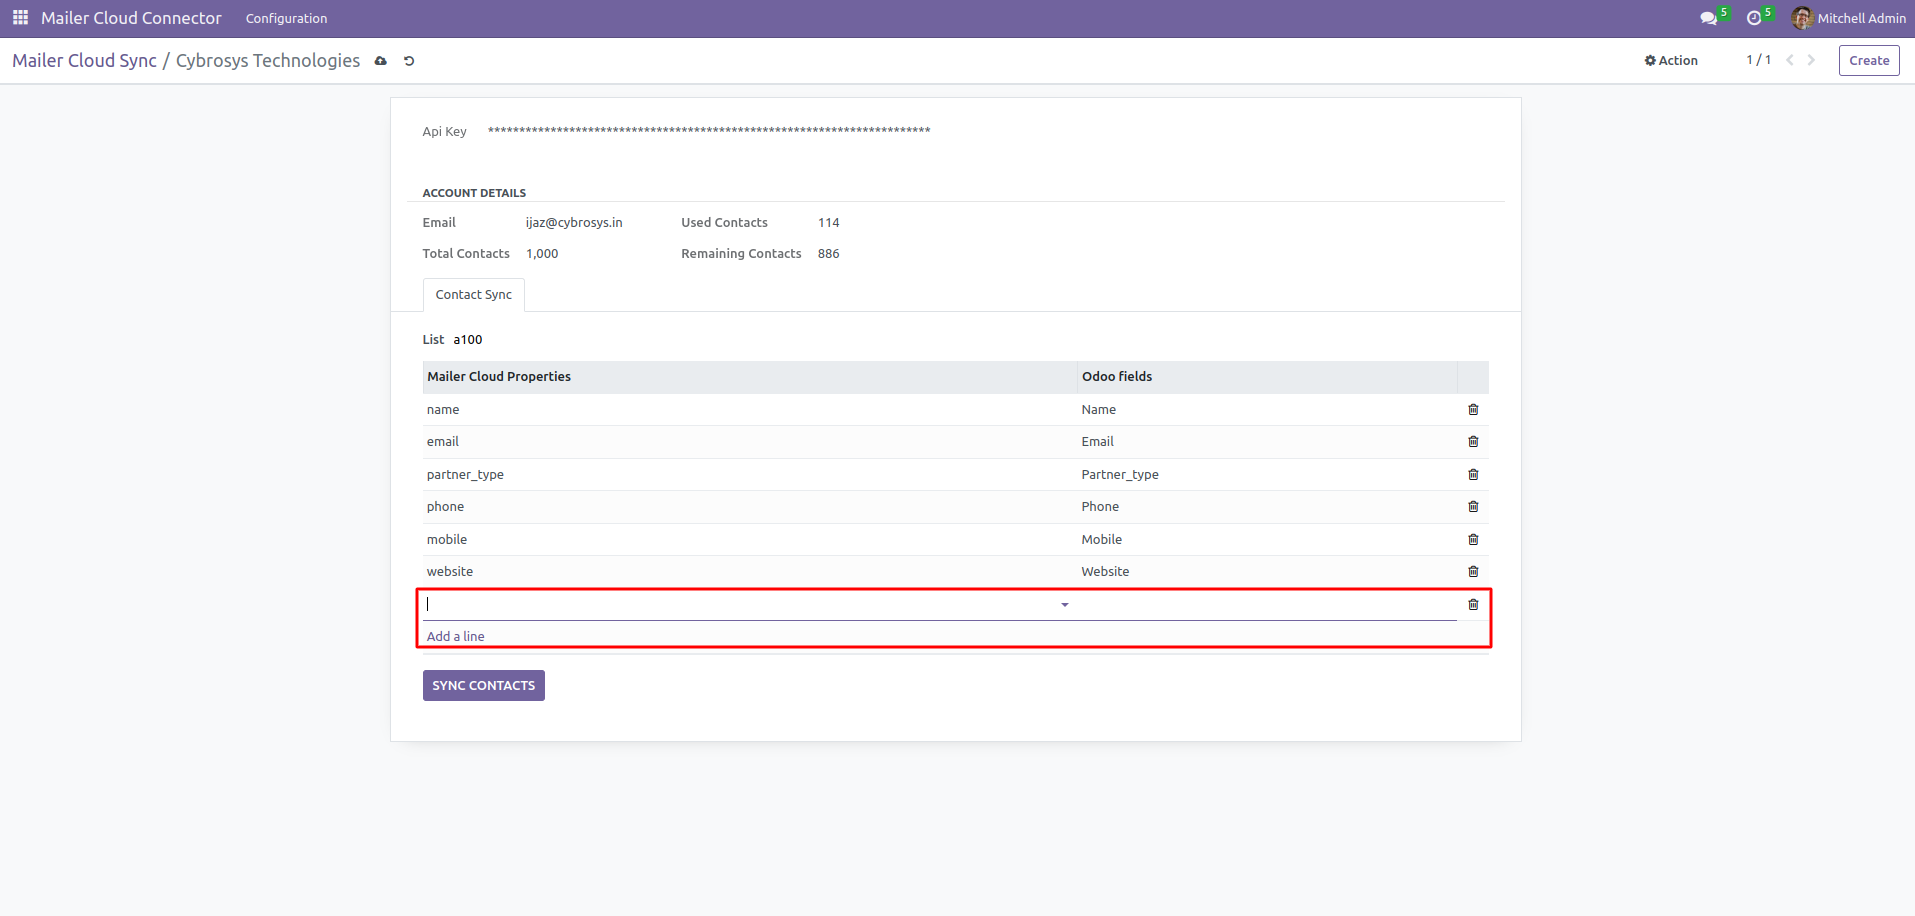 Mailer Cloud Connector Configuration 5 5 Mitchell Admin
Mailer Cloud Sync / Cybrosys Technologies Action 1 / 1 Create
Api Key ***********************************************************************
ACCOUNT DETAILS
Email ijaz@cybrosys.in Used Contacts 114
Total Contacts 1,000 Remaining Contacts 886
Contact Sync
List a100
Mailer Cloud Properties Odoo fields
name Name
email Email
partner_type Partner_type
phone Phone
mobile Mobile
website Website
Add a line
SYNC CONTACTS